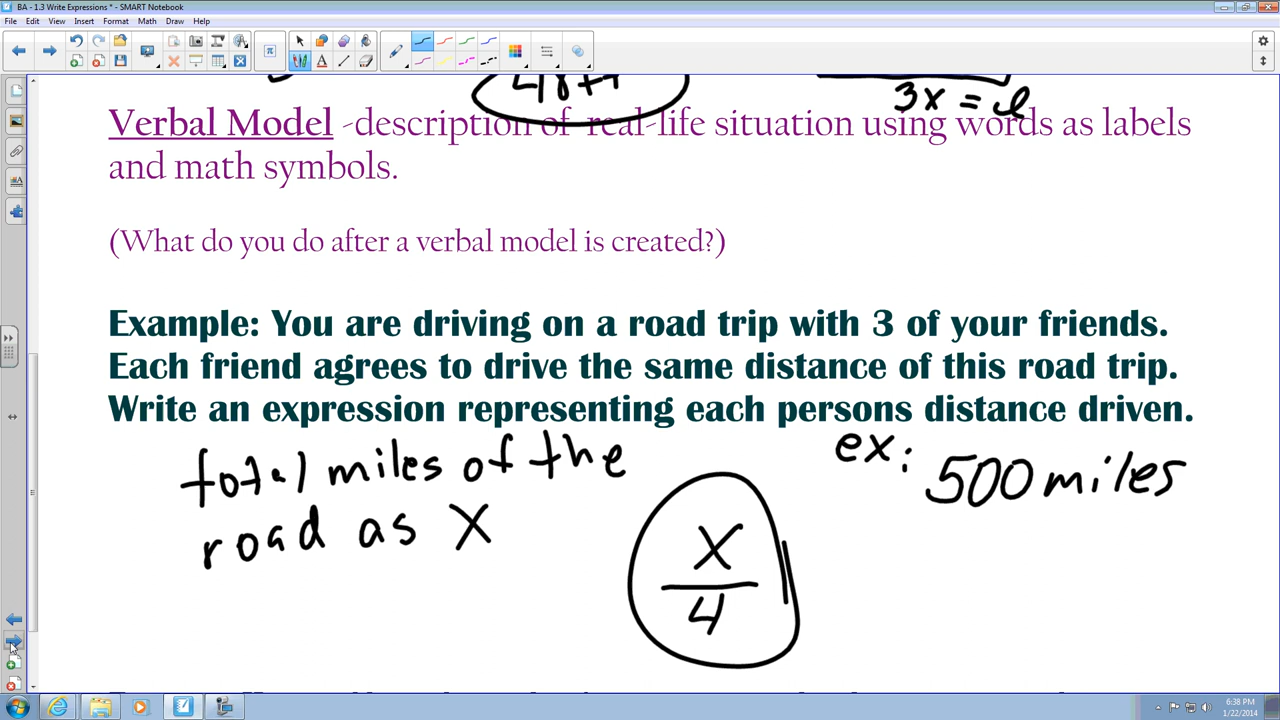 BA - 1.3 Write Expressions * - SMART Notebook
File Edit View Insert Format Math Draw Help
3x = l
Verbal Model -description of real-life situation using words as labels
and math symbols.
(What do you do after a verbal model is created?)
Example: You are driving on a road trip with 3 of your friends.
Each friend agrees to drive the same distance of this road trip.
Write an expression representing each persons distance driven.
total miles of the
road as X
X
4
ex: 500 miles
6:38 PM
1/22/2014